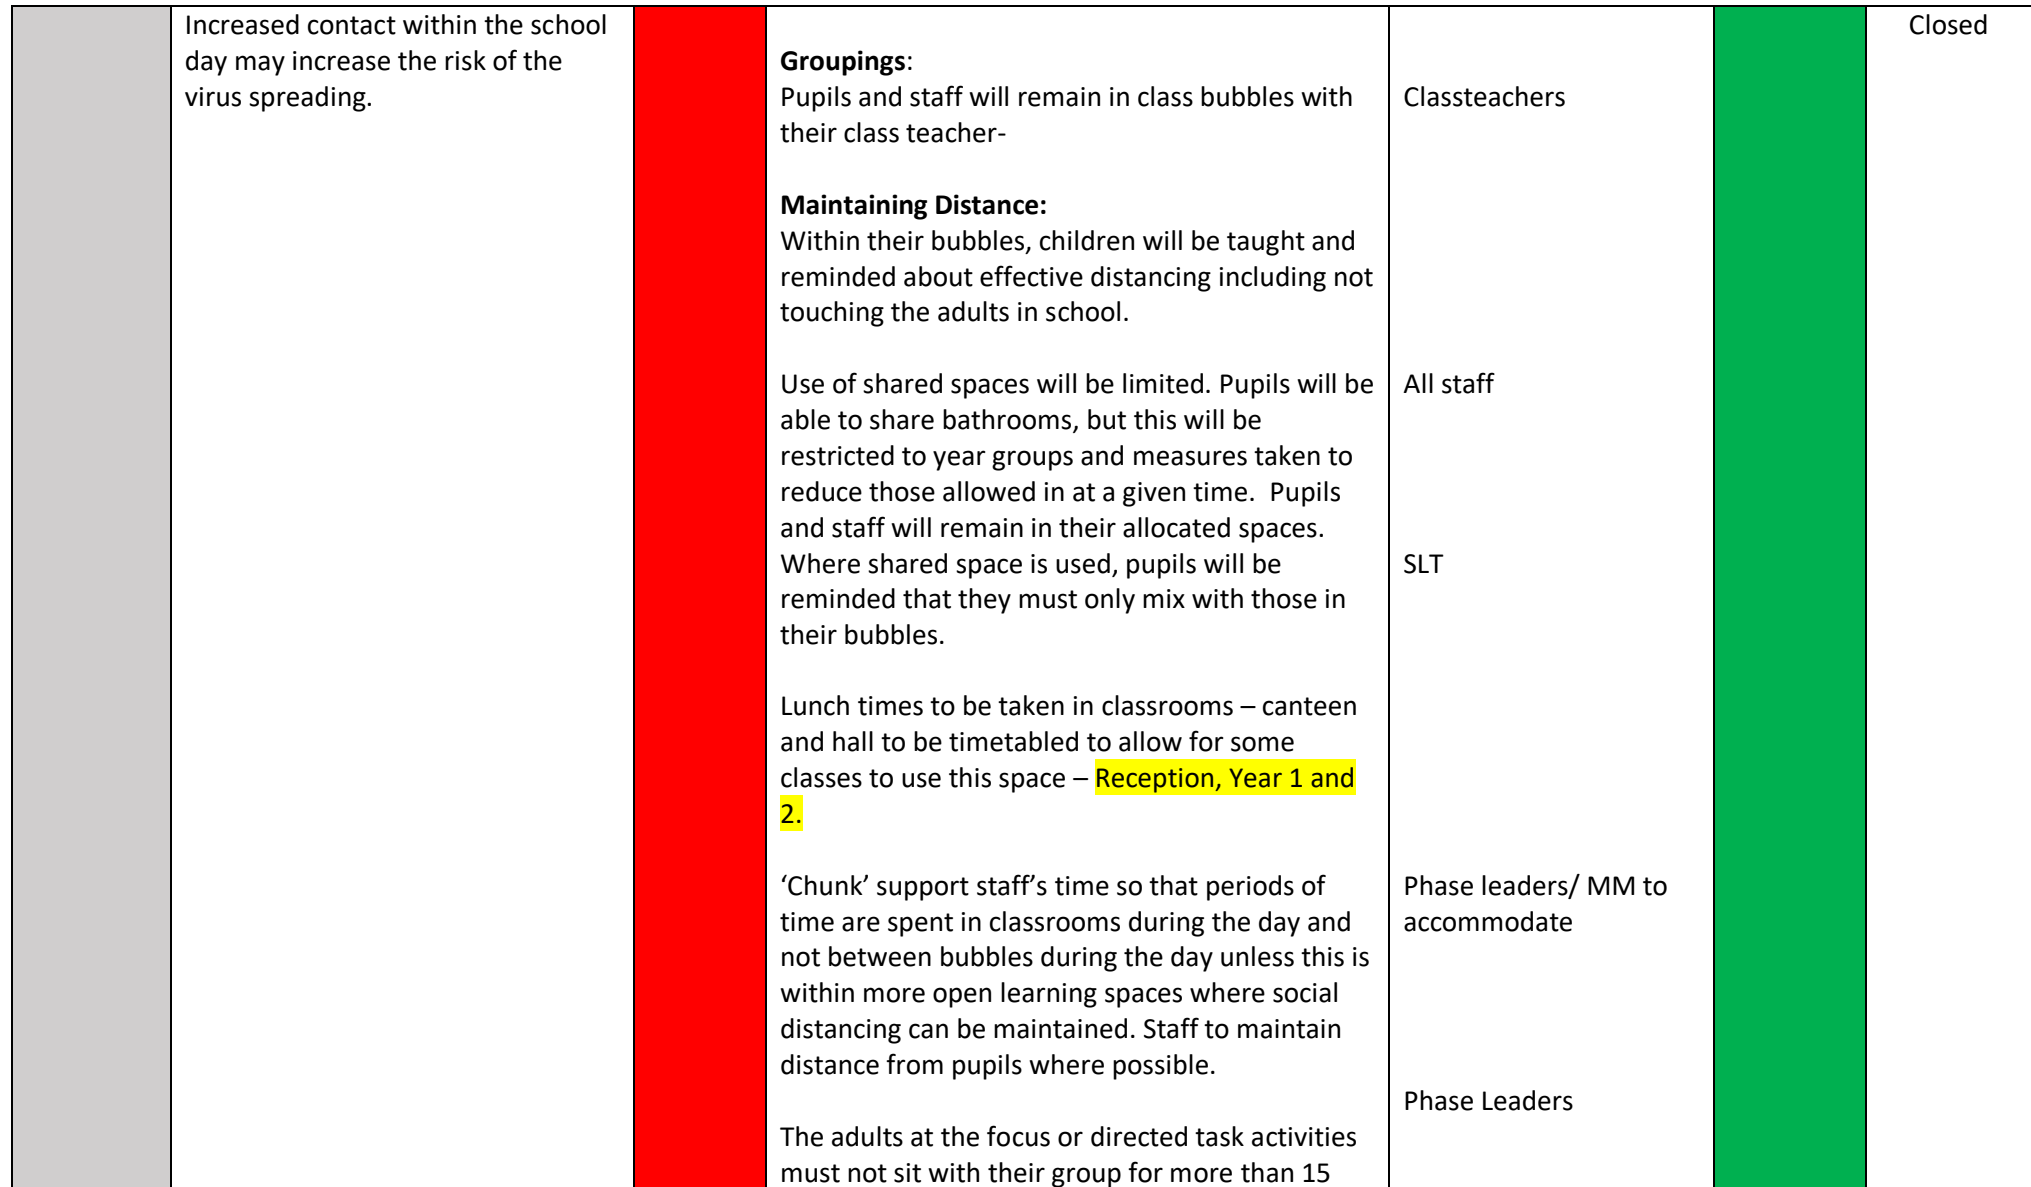 Increased contact within the school
day may increase the risk of the
virus spreading.
Groupings:
Pupils and staff will remain in class bubbles with
their class teacher-
Maintaining Distance:
Within their bubbles, children will be taught and
reminded about effective distancing including not
touching the adults in school.
Use of shared spaces will be limited. Pupils will be
able to share bathrooms, but this will be
restricted to year groups and measures taken to
reduce those allowed in at a given time.  Pupils
and staff will remain in their allocated spaces.
Where shared space is used, pupils will be
reminded that they must only mix with those in
their bubbles.
Lunch times to be taken in classrooms – canteen
and hall to be timetabled to allow for some
classes to use this space – Reception, Year 1 and
2.
‘Chunk’ support staff’s time so that periods of
time are spent in classrooms during the day and
not between bubbles during the day unless this is
within more open learning spaces where social
distancing can be maintained. Staff to maintain
distance from pupils where possible.
The adults at the focus or directed task activities
must not sit with their group for more than 15
Classteachers
All staff
SLT
Phase leaders/ MM to
accommodate
Phase Leaders
Closed